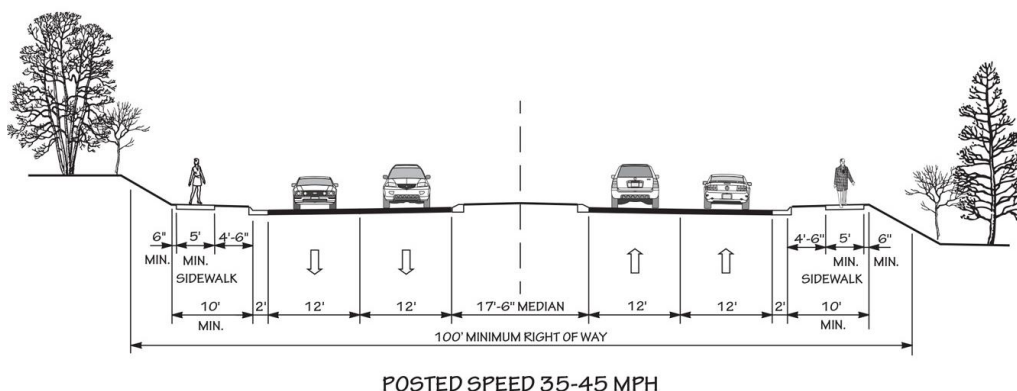 6" 5' 4'-6" 4'-6" 5' 6"
MIN. MIN. MIN. MIN.
SIDEWALK SIDEWALK
10' 2' 12' 12' 17'-6" MEDIAN 12' 12' 2' 10'
MIN. MIN.
100' MINIMUM RIGHT OF WAY
POSTED SPEED 35-45 MPH